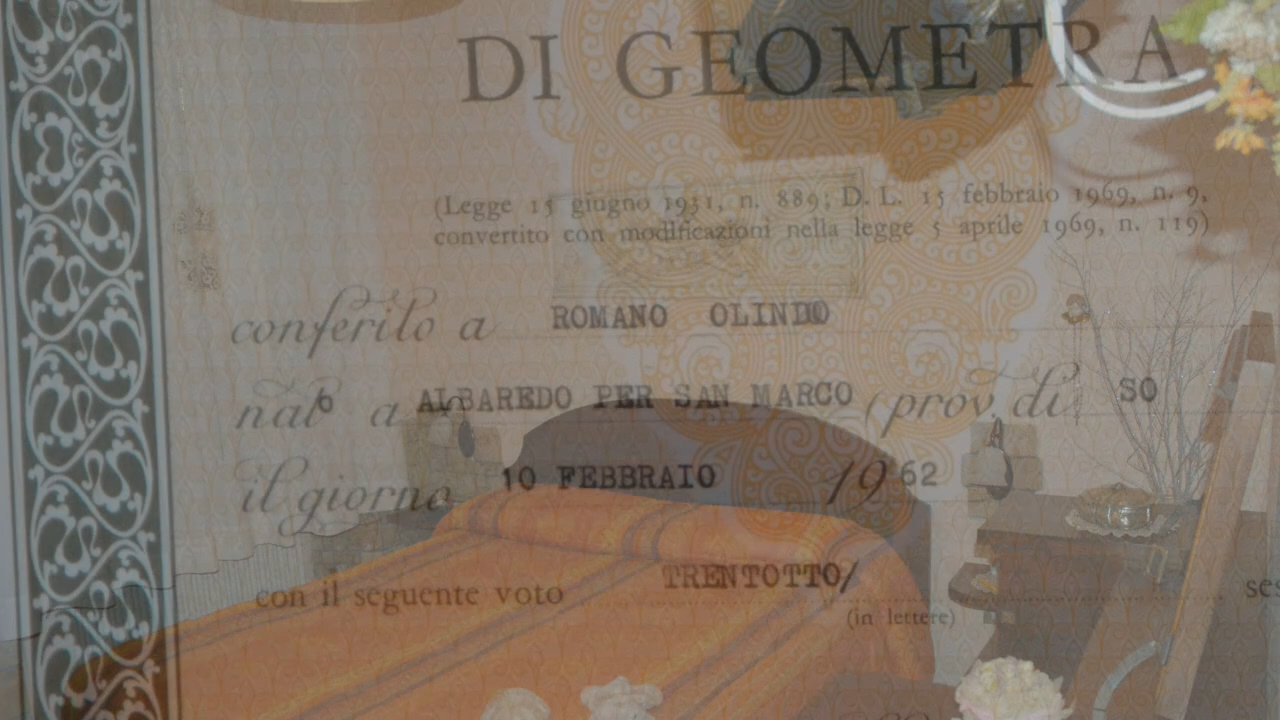 DI GEOMETRA
(Legge 15 giugno 1931, n. 889; D. L. 15 febbraio 1969, n. 9,
convertito con modificazioni nella legge 5 aprile 1969, n. 119)
conferito a ROMANO OLINDO
nato a ALBAREDO PER SAN MARCO (prov. di SO
il giorno 10 FEBBRAIO 1962
con il seguente voto TRENTOTTO/
(in lettere)